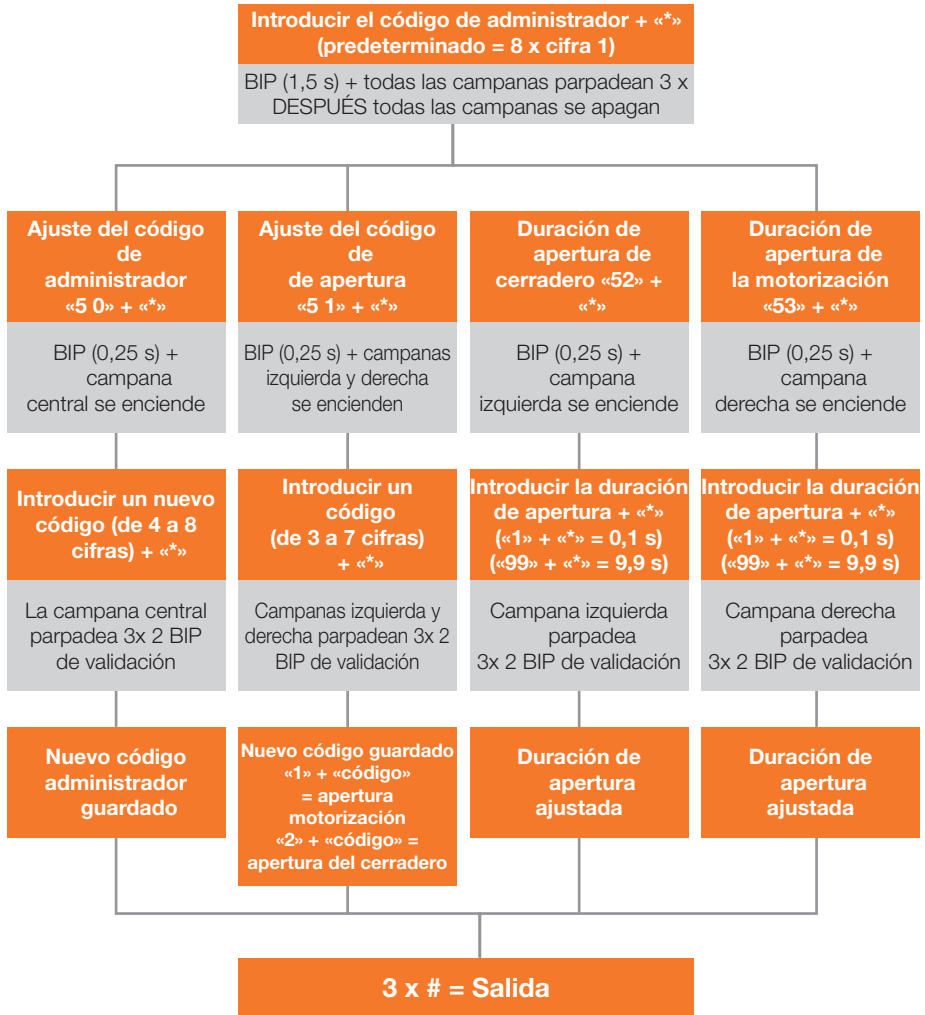 Introducir el código de administrador + «*»
(predeterminado = 8 x cifra 1)
BIP (1,5 s) + todas las campanas parpadean 3 x
DESPUÉS todas las campanas se apagan
Ajuste del código
de
administrador
«5 0» + «*»
BIP (0,25 s) +
campana
central se enciende
Introducir un nuevo
código (de 4 a 8
cifras) + «*»
La campana central
parpadea 3x 2 BIP
de validación
Nuevo código
administrador
guardado
Ajuste del código
de
de apertura
«5 1» + «*»
BIP (0,25 s) + campanas
izquierda y derecha
se encienden
Introducir un
código
(de 3 a 7 cifras)
+ «*»
Campanas izquierda y
derecha parpadean 3x 2
BIP de validación
Nuevo código guardado
«1» + «código»
= apertura
motorización
«2» + «código» =
apertura del cerradero
Duración de
apertura de
cerradero «52» +
«*»
BIP (0,25 s) +
campana
izquierda se enciende
Introducir la duración
de apertura + «*»
(«1» + «*» = 0,1 s)
(«99» + «*» = 9,9 s)
Campana izquierda
parpadea
3x 2 BIP de validación
Duración de
apertura
ajustada
Duración de
apertura de
la motorización
«53» + «*»
BIP (0,25 s) +
campana
derecha se enciende
Introducir la duración
de apertura + «*»
(«1» + «*» = 0,1 s)
(«99» + «*» = 9,9 s)
Campana derecha
parpadea
3x 2 BIP de validación
Duración de
apertura
ajustada
3 x # = Salida